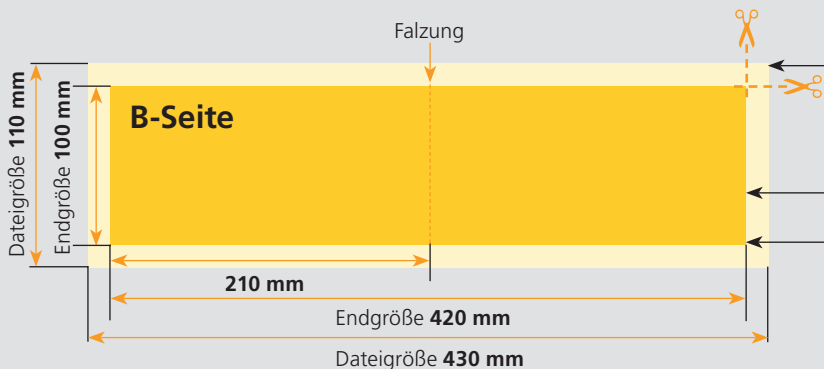 Falzung
B-Seite
Dateigröße 110 mm
Endgröße 100 mm
210 mm
Endgröße 420 mm
Dateigröße 430 mm